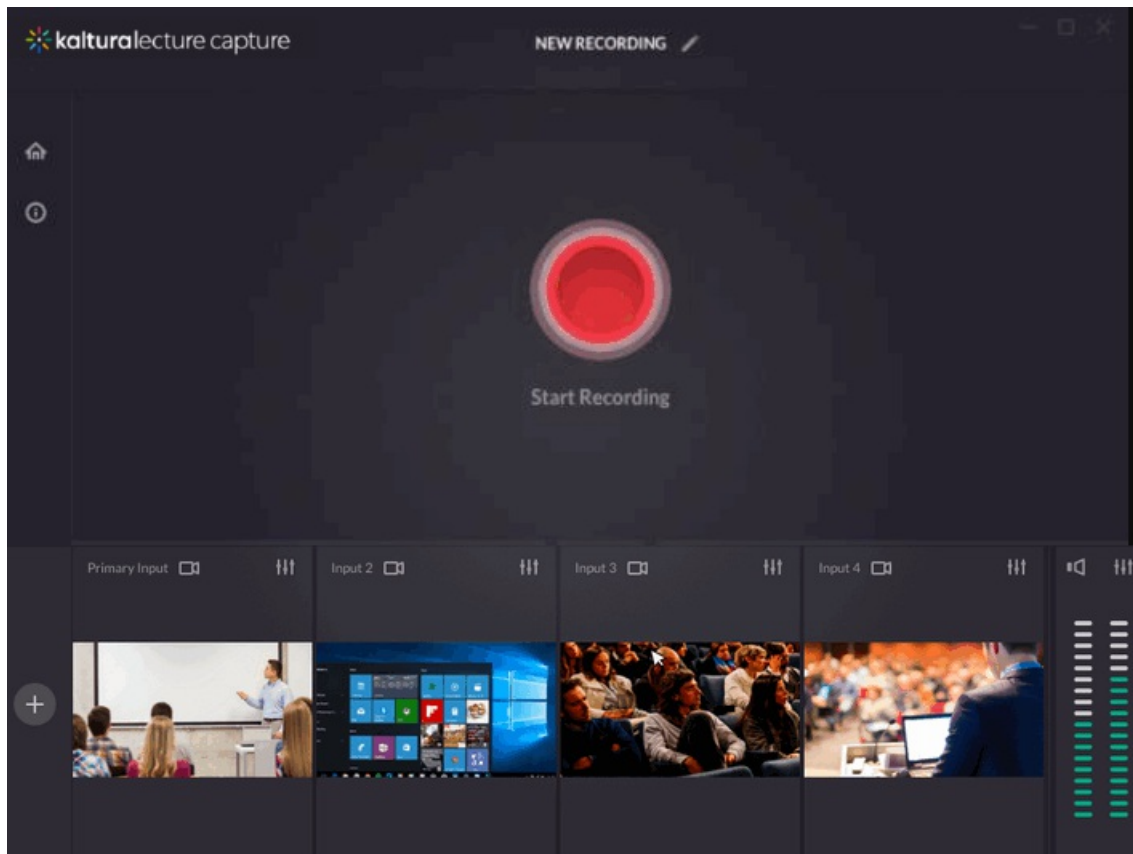 kalturalecture capture
NEW RECORDING
Start Recording
Primary Input
Input 2
Input 3
Input 4